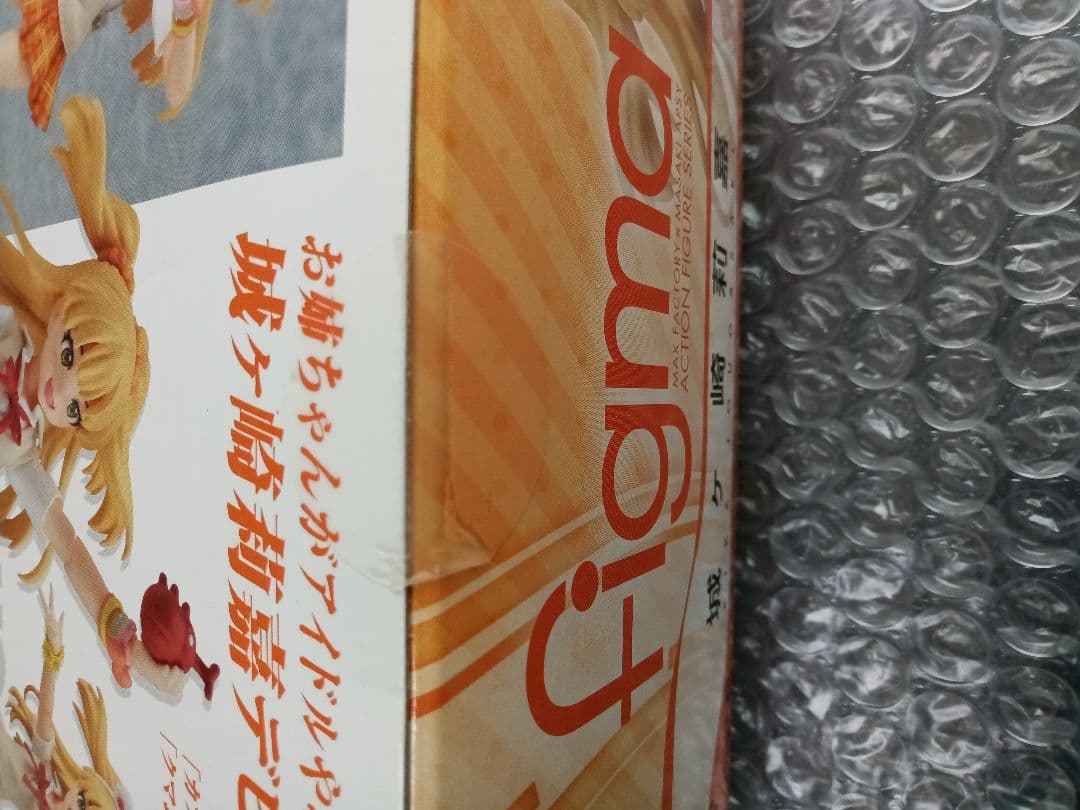 お姉ちゃんがアイドルや
城ヶ崎莉嘉デビ
figma
MAX FACTORY × MASAKI APSY
ACTION FIGURE SERIES
城ヶ崎莉嘉